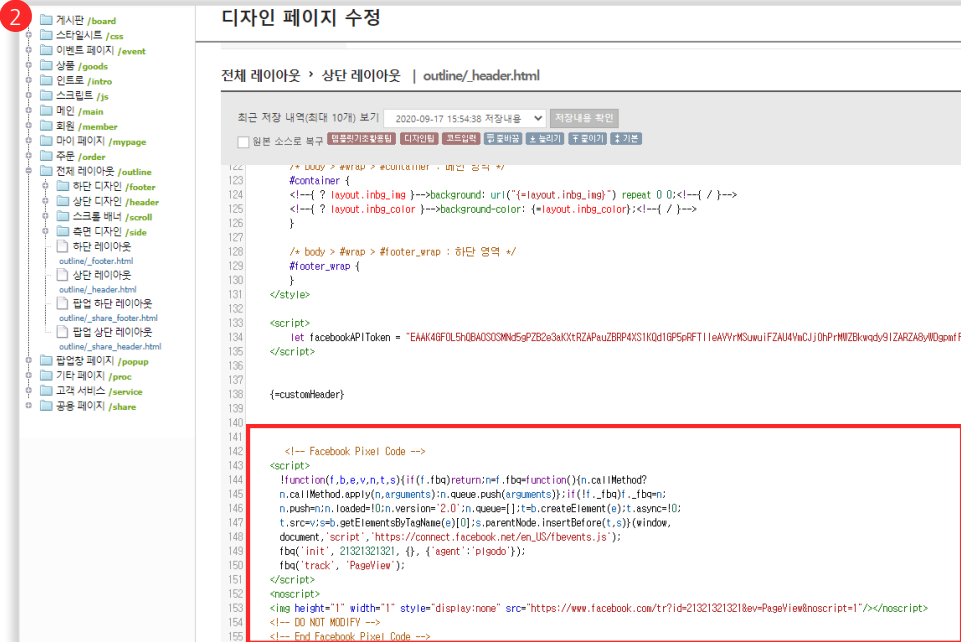 2
게시판 /board
스타일시트 /css
이벤트 페이지 /event
상품 /goods
인트로 /intro
스크립트 /js
메인 /main
회원 /member
마이 페이지 /mypage
주문 /order
전체 레이아웃 /outline
하단 디자인 /footer
상단 디자인 /header
스크롤 배너 /scroll
측면 디자인 /side
하단 레이아웃
outline/_footer.html
상단 레이아웃
outline/_header.html
팝업 하단 레이아웃
outline/_share_footer.html
팝업 상단 레이아웃
outline/_share_header.html
팝업창 페이지 /popup
기타 페이지 /proc
고객 서비스 /service
공용 페이지 /share
디자인 페이지 수정
전체 레이아웃 › 상단 레이아웃 | outline/_header.html
최근 저장 내역(최대 10개) 보기 2020-09-17 15:54:38 저장내용 저장내용 확인
원본 소스로 복구 템플릿기초활용팁 디자인팁 코드입력 줄바꿈 늘리기 줄이기 기본
122 /* body > #wrap > #container : 메인 영역 */
123 #container {
124 <!--{ ? layout.inbg_img }-->background: url("{=layout.inbg_img}") repeat 0 0;<!--{ / }-->
125 <!--{ ? layout.inbg_color }-->background-color: {=layout.inbg_color};<!--{ / }-->
126 }
127
128 /* body > #wrap > #footer_wrap : 하단 영역 */
129 #footer_wrap {
130 }
131 </style>
132
133 <script>
134 let facebookAPIToken =
135 </script>
136
137
138 {=customHeader}
139
140
141
142 <!-- Facebook Pixel Code -->
143 <script>
144 !function(f,b,e,v,n,t,s){if(f.fbq)return;n=f.fbq=function(){n.callMethod?
145 n.callMethod.apply(n,arguments):n.queue.push(arguments)};if(!f._fbq)f._fbq=n;
146 n.push=n;n.loaded=!0;n.version='2.0';n.queue=[];t=b.createElement(e);t.async=!0;
147 t.src=v;s=b.getElementsByTagName(e)[0];s.parentNode.insertBefore(t,s)}(window,
148 document,'script','https://connect.facebook.net/en_US/fbevents.js');
149 fbq('init', 21321321321, {}, {'agent':'plgodo'});
150 fbq('track', 'PageView');
151 </script>
152 <noscript>
153 <img height="1" width="1" style="display:none" src="https://www.facebook.com/tr?id=21321321321&ev=PageView&noscript=1"/></noscript>
154 <!-- DO NOT MODIFY -->
155 <!-- End Facebook Pixel Code -->